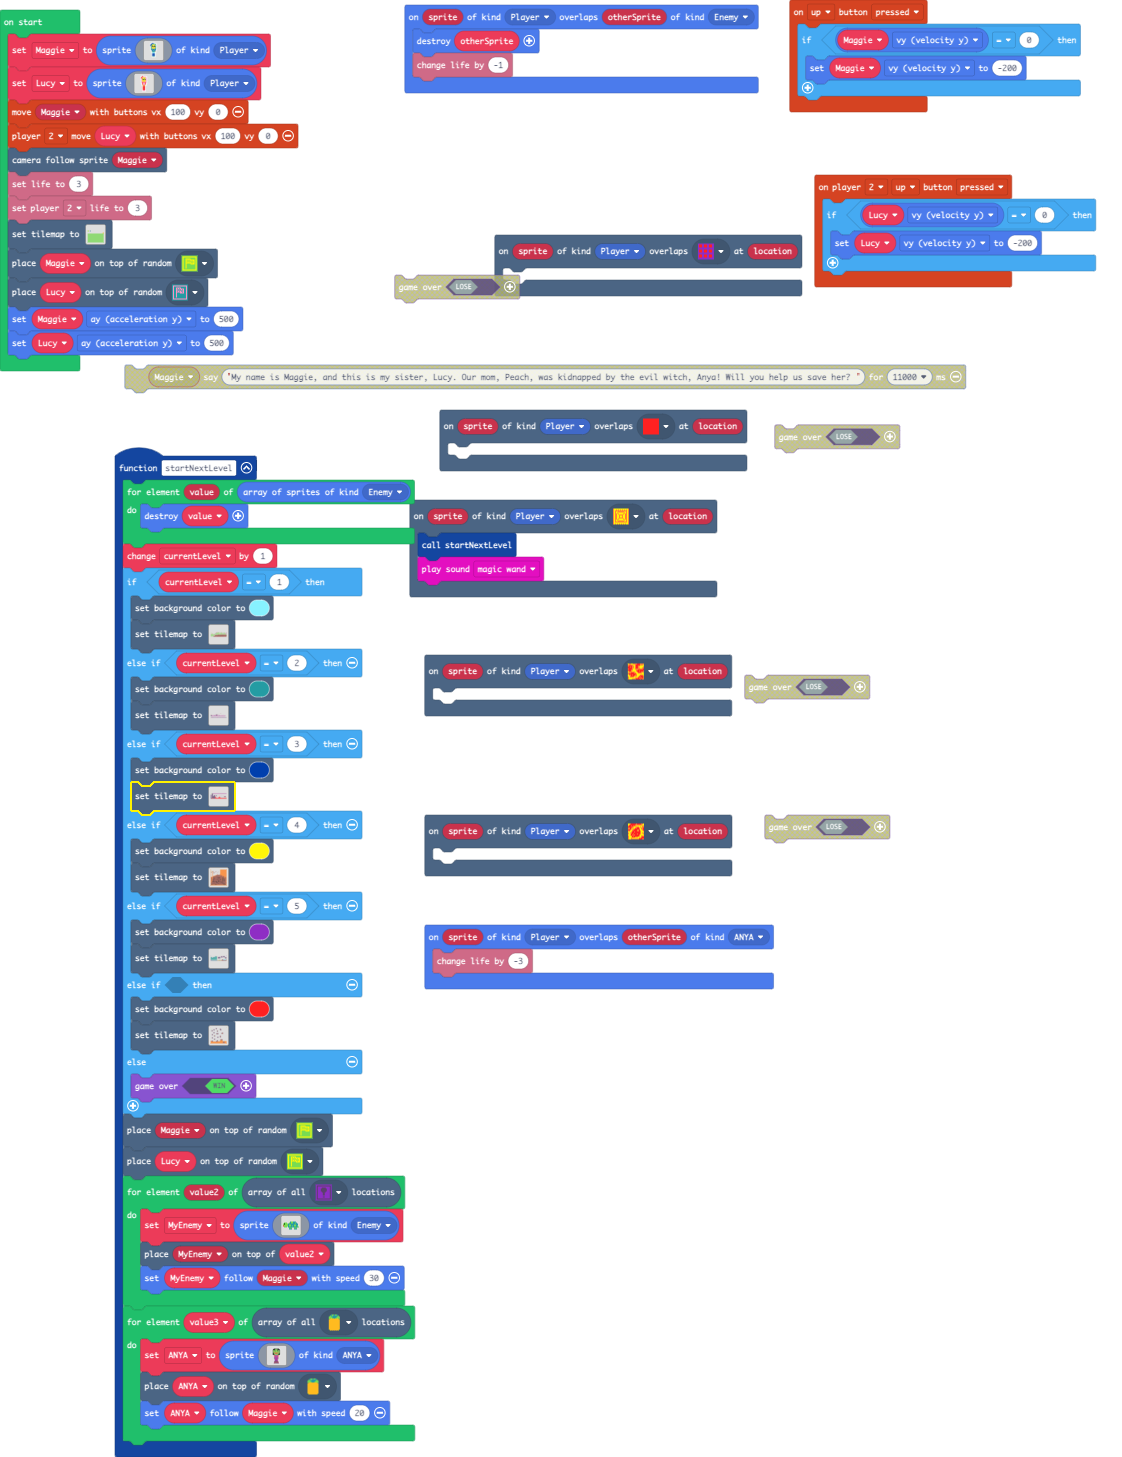 on start
set Maggie to sprite of kind Player
set Lucy to sprite of kind Player
move Maggie with buttons vx 100 vy 0
player 2 move Lucy with buttons vx 100 vy 0
camera follow sprite Maggie
set life to 3
set player 2 life to 3
set tilemap to
place Maggie on top of random
place Lucy on top of random
set Maggie ay (acceleration y) to 500
set Lucy ay (acceleration y) to 500
on sprite of kind Player overlaps otherSprite of kind Enemy
destroy otherSprite
change life by -1
on up button pressed
if Maggie vy (velocity y) = 0 then
set Maggie vy (velocity y) to -200
on player 2 up button pressed
if Lucy vy (velocity y) = 0 then
set Lucy vy (velocity y) to -200
on sprite of kind Player overlaps at location
game over LOSE
Maggie say "My name is Maggie, and this is my sister, Lucy. Our mom, Peach, was kidnapped by the evil witch, Anya! Will you help us save her? " for 11000 ms
on sprite of kind Player overlaps at location
game over LOSE
function startNextLevel
for element value of array of sprites of kind Enemy
do destroy value
change currentLevel by 1
if currentLevel = 1 then
set background color to
set tilemap to
else if currentLevel = 2 then
set background color to
set tilemap to
else if currentLevel = 3 then
set background color to
set tilemap to
else if currentLevel = 4 then
set background color to
set tilemap to
else if currentLevel = 5 then
set background color to
set tilemap to
else if then
set background color to
set tilemap to
else
game over WIN
place Maggie on top of random
place Lucy on top of random
for element value2 of array of all locations
do set MyEnemy to sprite of kind Enemy
place MyEnemy on top of value2
set MyEnemy follow Maggie with speed 30
for element value3 of array of all locations
do set ANYA to sprite of kind ANYA
place ANYA on top of random
set ANYA follow Maggie with speed 20
on sprite of kind Player overlaps at location
call startNextLevel
play sound magic wand
on sprite of kind Player overlaps at location
game over LOSE
on sprite of kind Player overlaps at location
game over LOSE
on sprite of kind Player overlaps otherSprite of kind ANYA
change life by -3